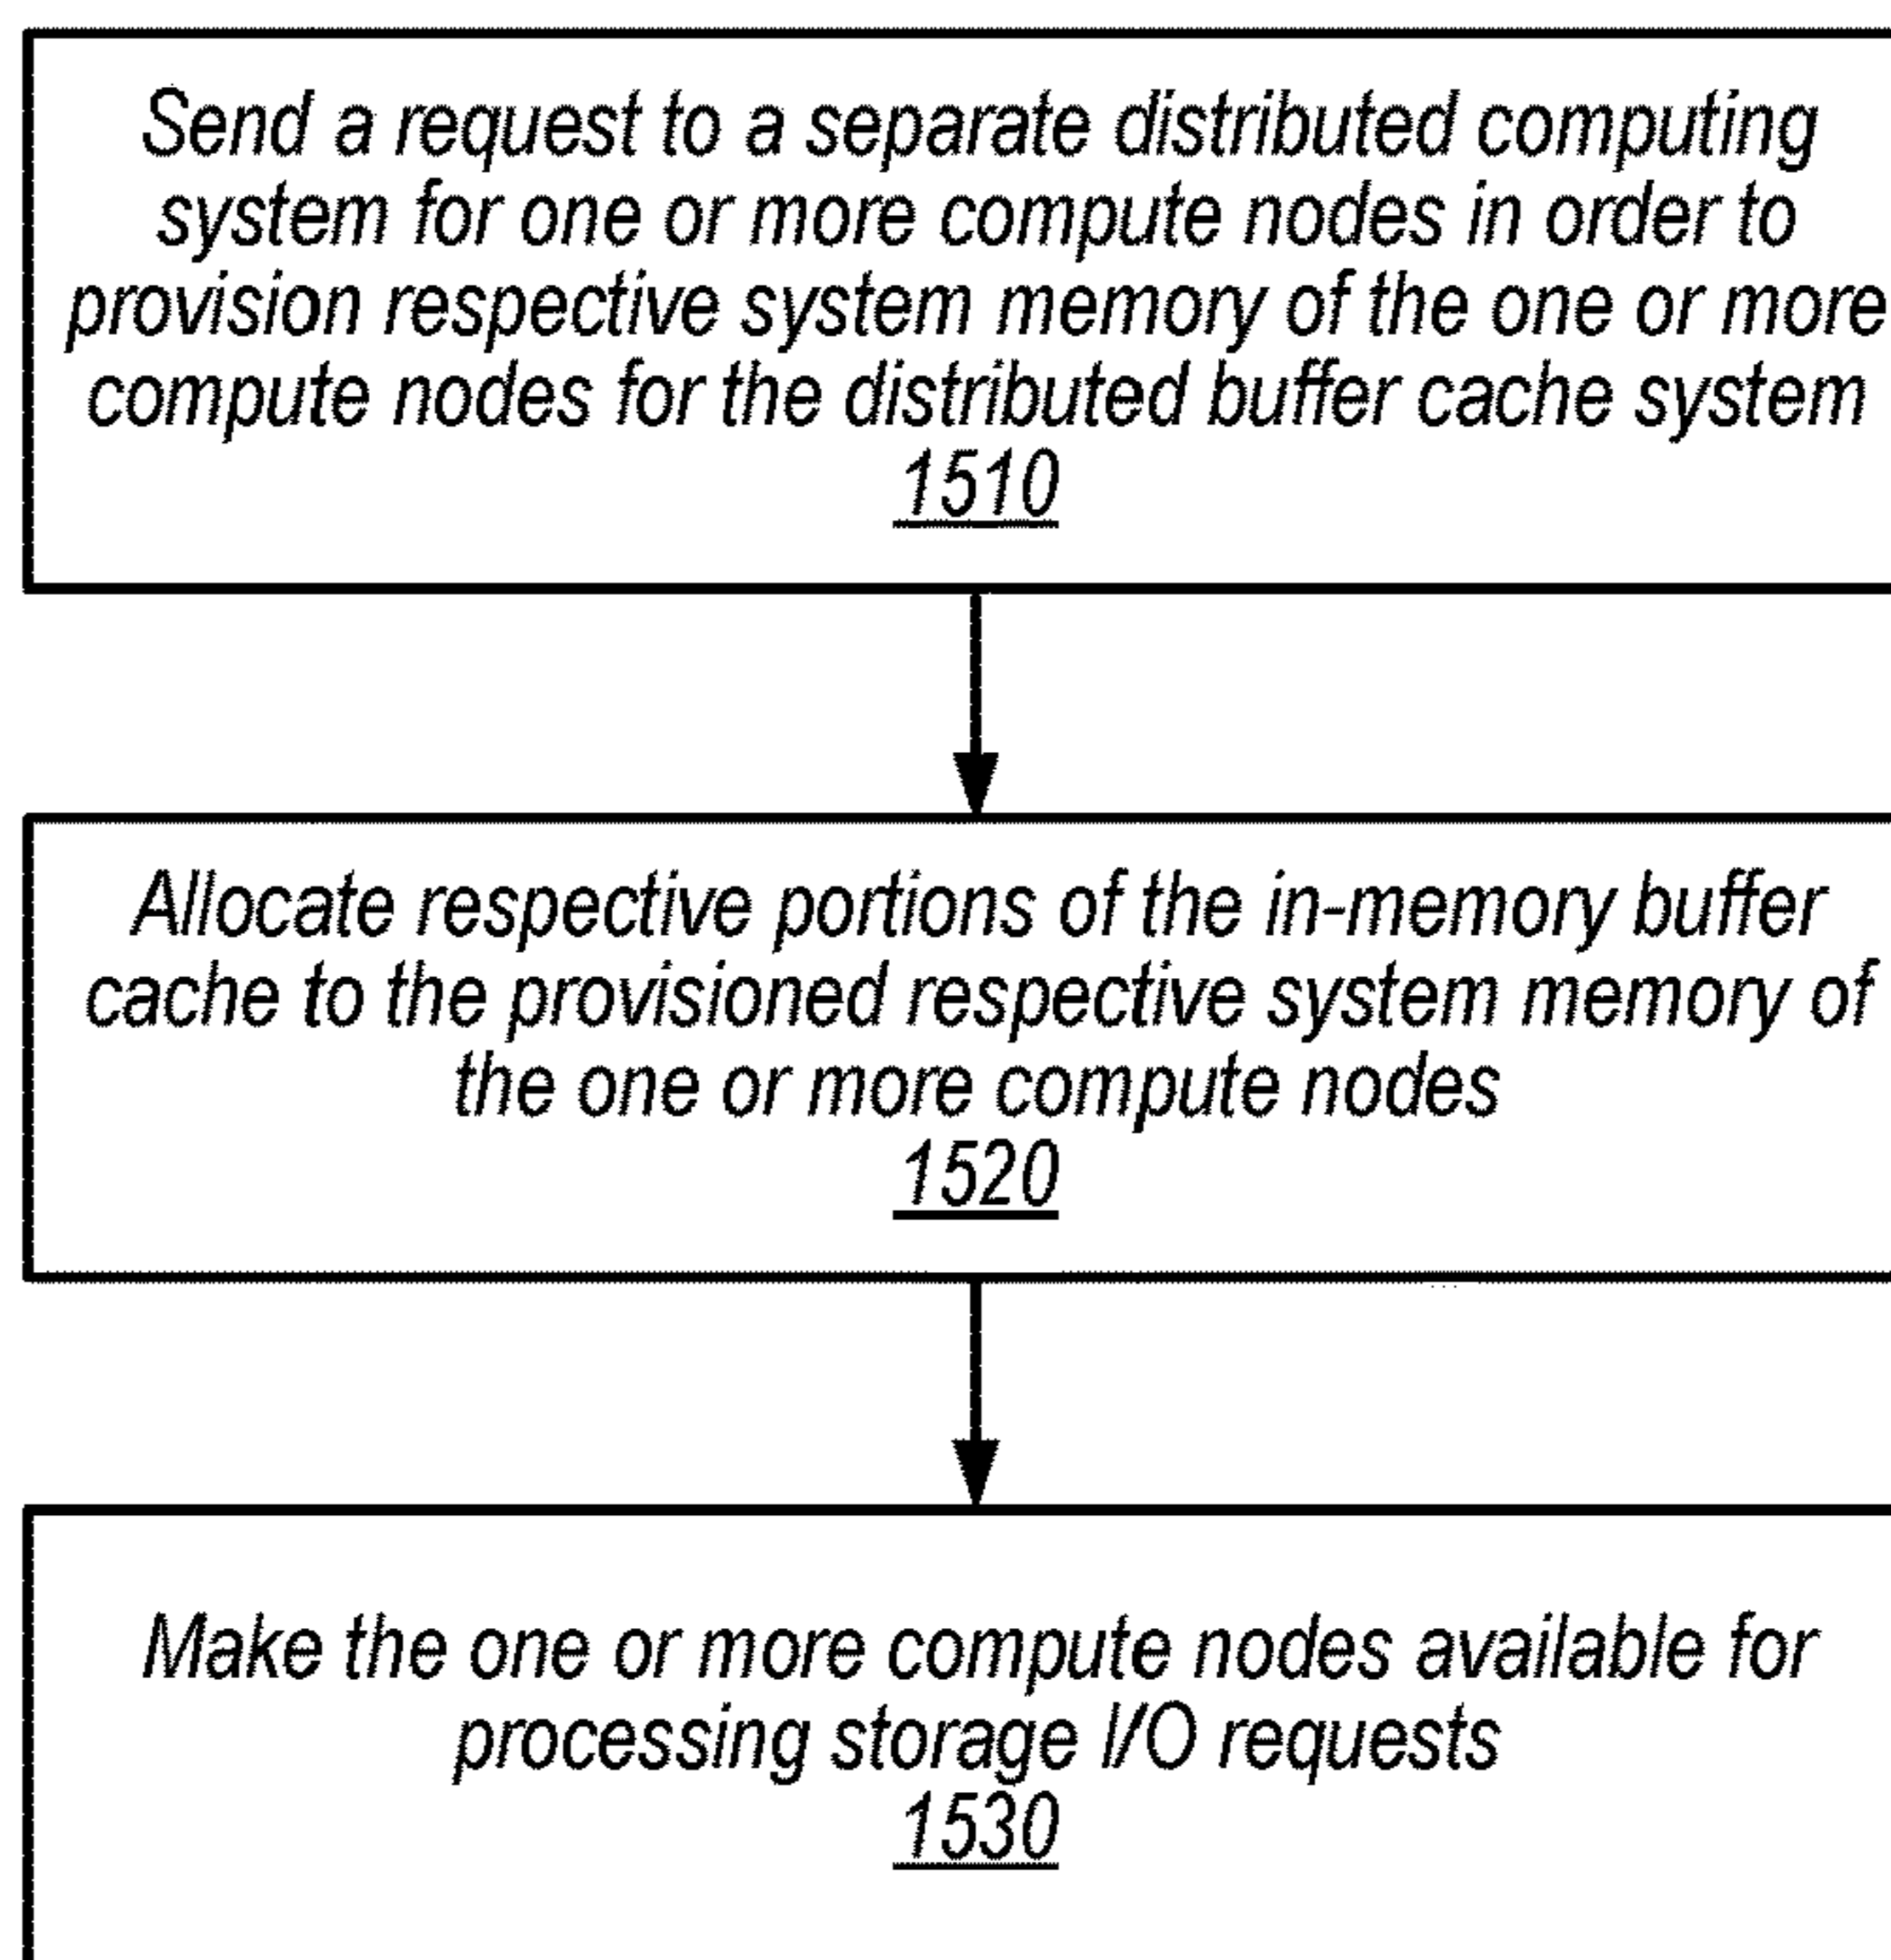 Send a request to a separate distributed computing
system for one or more compute nodes in order to
provision respective system memory of the one or more
compute nodes for the distributed buffer cache system
1510
Allocate respective portions of the in-memory buffer
cache to the provisioned respective system memory of
the one or more compute nodes
1520
Make the one or more compute nodes available for
processing storage I/O requests
1530